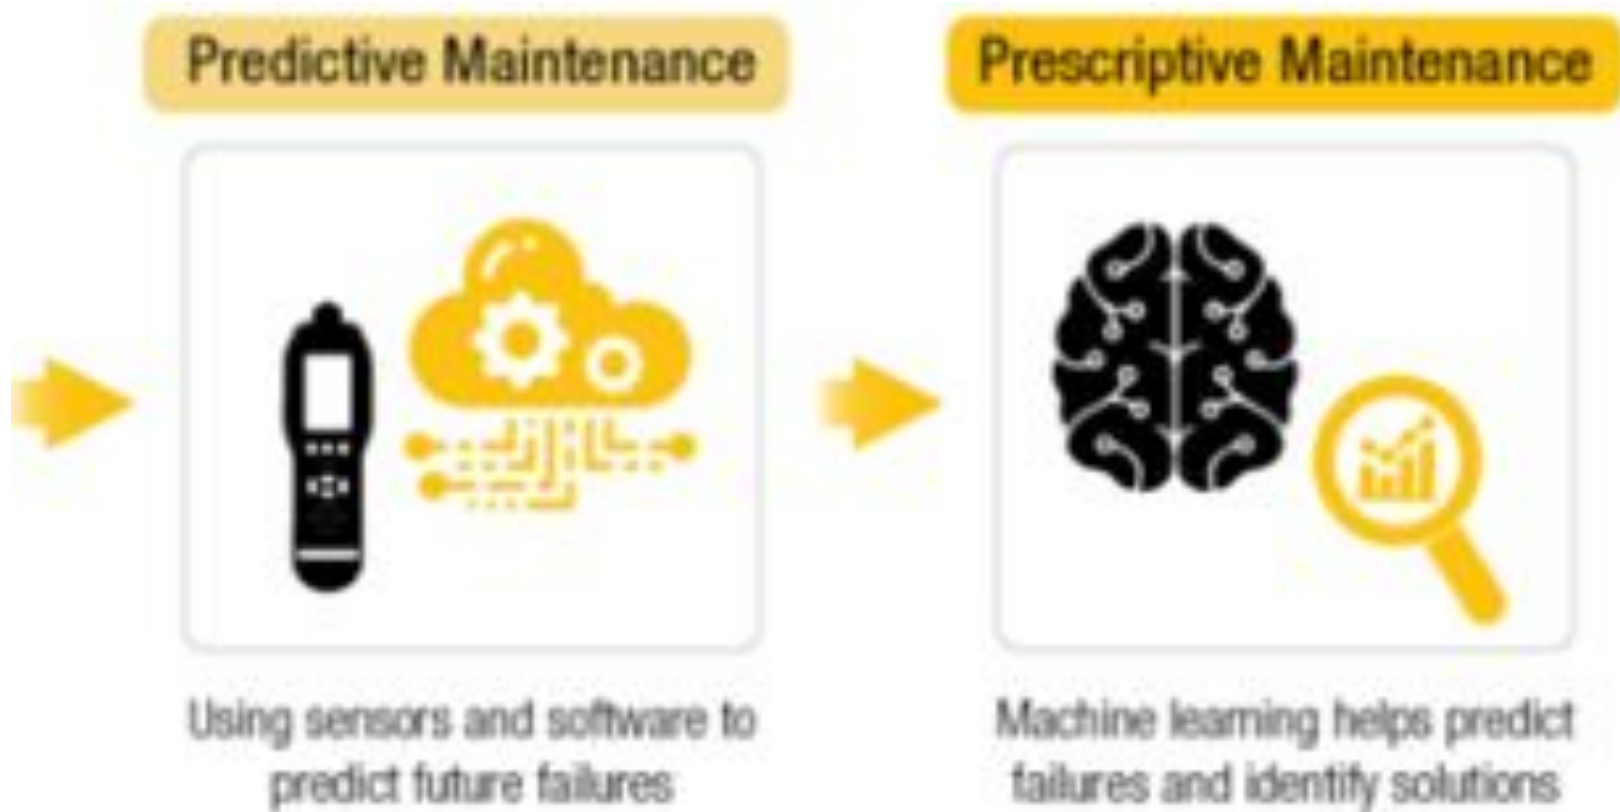 Predictive Maintenance
Using sensors and software to
predict future failures
Prescriptive Maintenance
Machine learning helps predict
failures and identify solutions